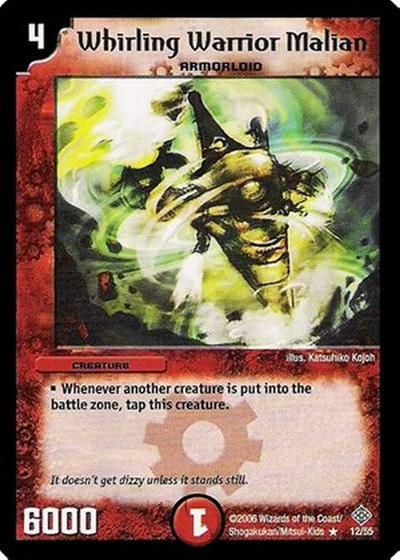 4 Whirling Warrior Malian
ARMORLOID
illus. Katsuhiko Kojoh
CREATURE
▪ Whenever another creature is put into the
battle zone, tap this creature.
It doesn't get dizzy unless it stands still.
6000
1
©2006 Wizards of the Coast/
Shogakukan/Mitsui-Kids ★ 12/55